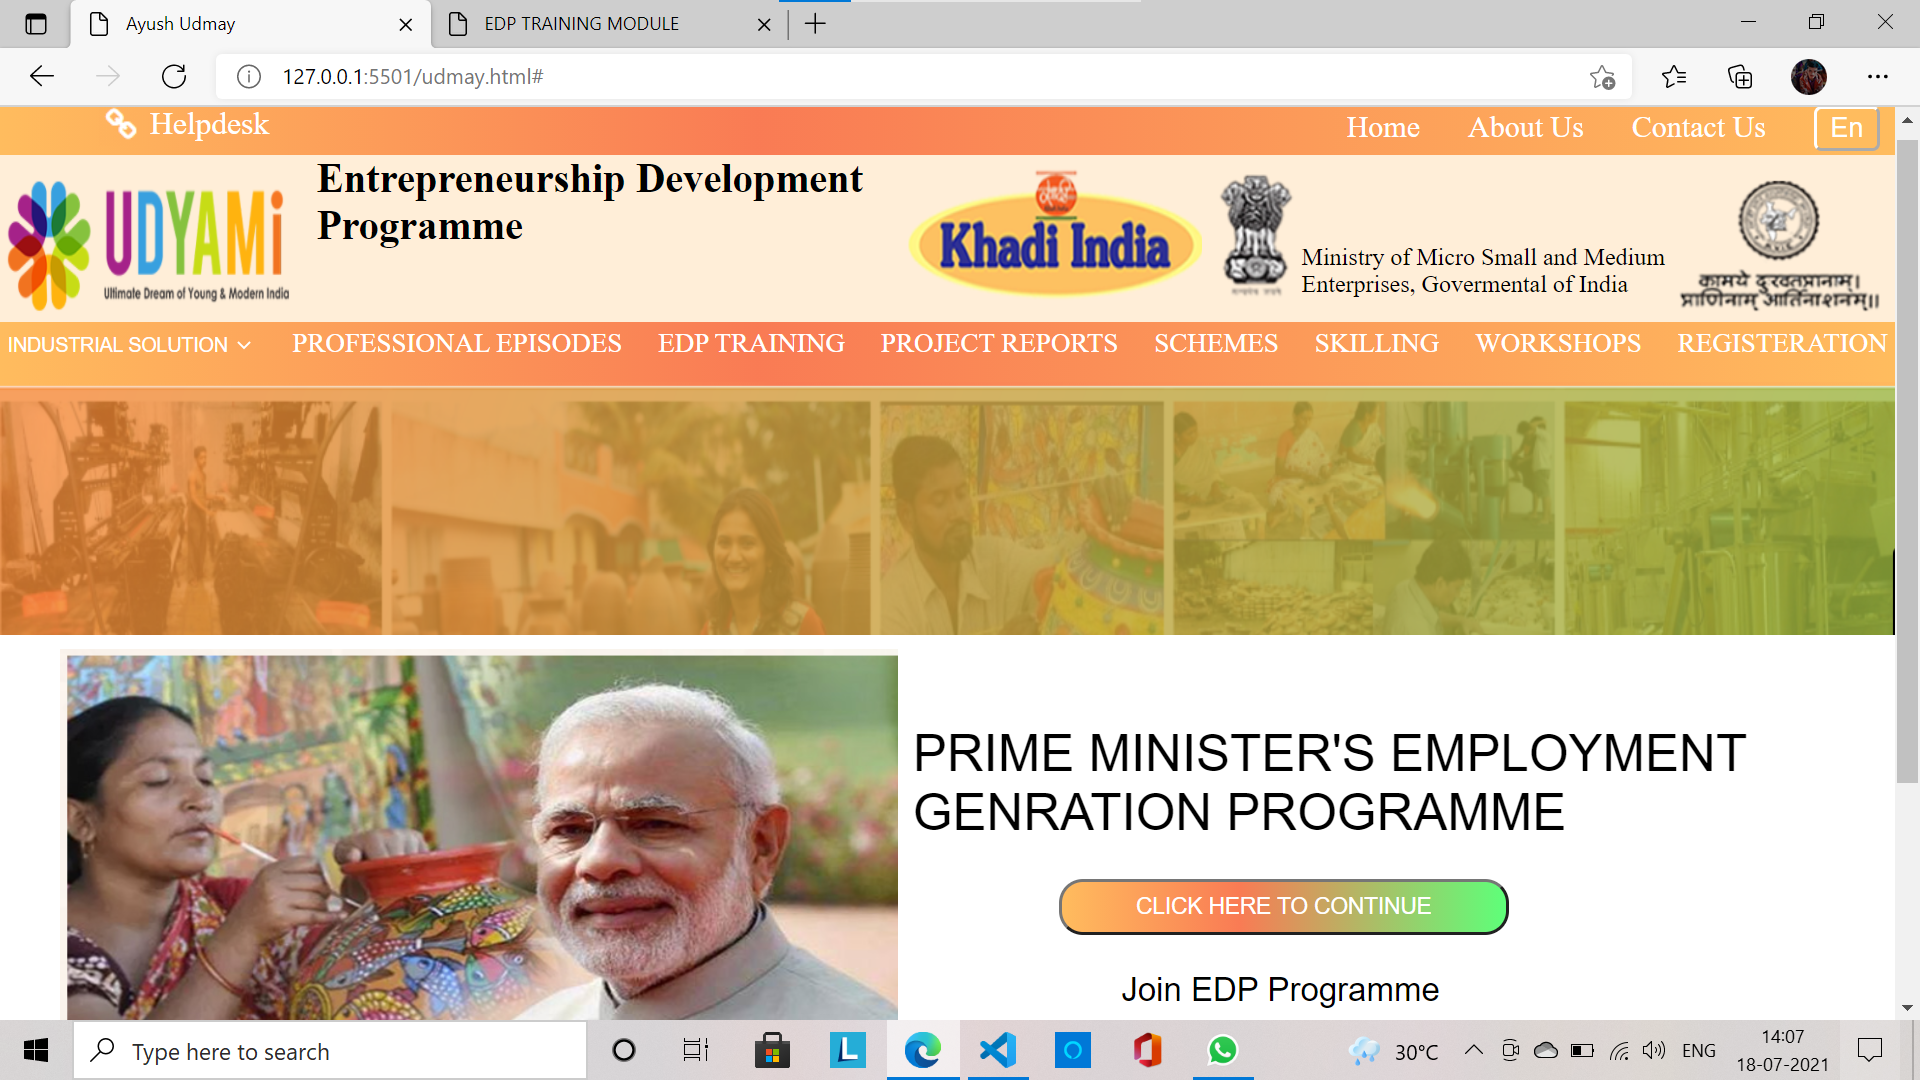 Ayush Udmay
EDP TRAINING MODULE
127.0.0.1:5501/udmay.html#
Helpdesk
Home
About Us
Contact Us
En
UDYAMi
Ultimate Dream of Young & Modern India
Entrepreneurship Development
Programme
Khadi India
Ministry of Micro Small and Medium
Enterprises, Govermental of India
कामये दुःखतप्तानाम्।
प्राणिनाम् आर्तिनाशनम्॥
INDUSTRIAL SOLUTION
PROFESSIONAL EPISODES
EDP TRAINING
PROJECT REPORTS
SCHEMES
SKILLING
WORKSHOPS
REGISTERATION
PRIME MINISTER'S EMPLOYMENT
GENRATION PROGRAMME
CLICK HERE TO CONTINUE
Join EDP Programme
Type here to search
L
30°C
ENG
14:07
18-07-2021